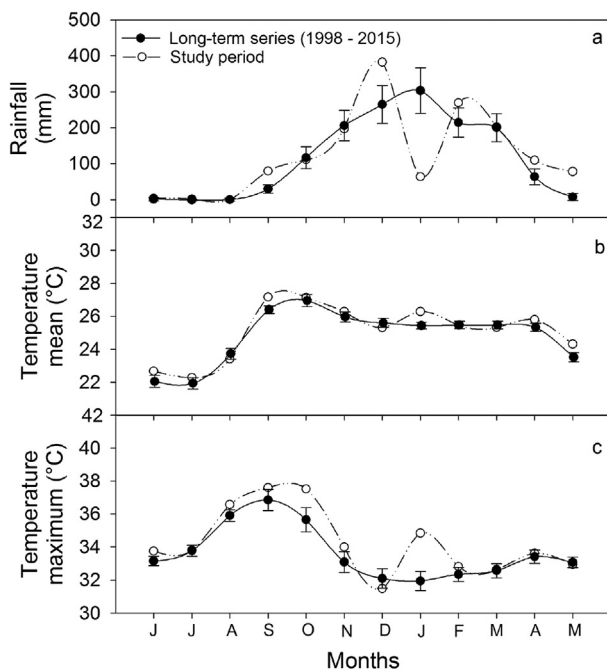 500
400
300
200
100
0
Rainfall
(mm)
a
Long-term series (1998 - 2015)
Study period
32
30
28
26
24
22
Temperature
mean (°C)
b
42
40
38
36
34
32
30
Temperature
maximum (°C)
c
J J A S O N D J F M A M
Months